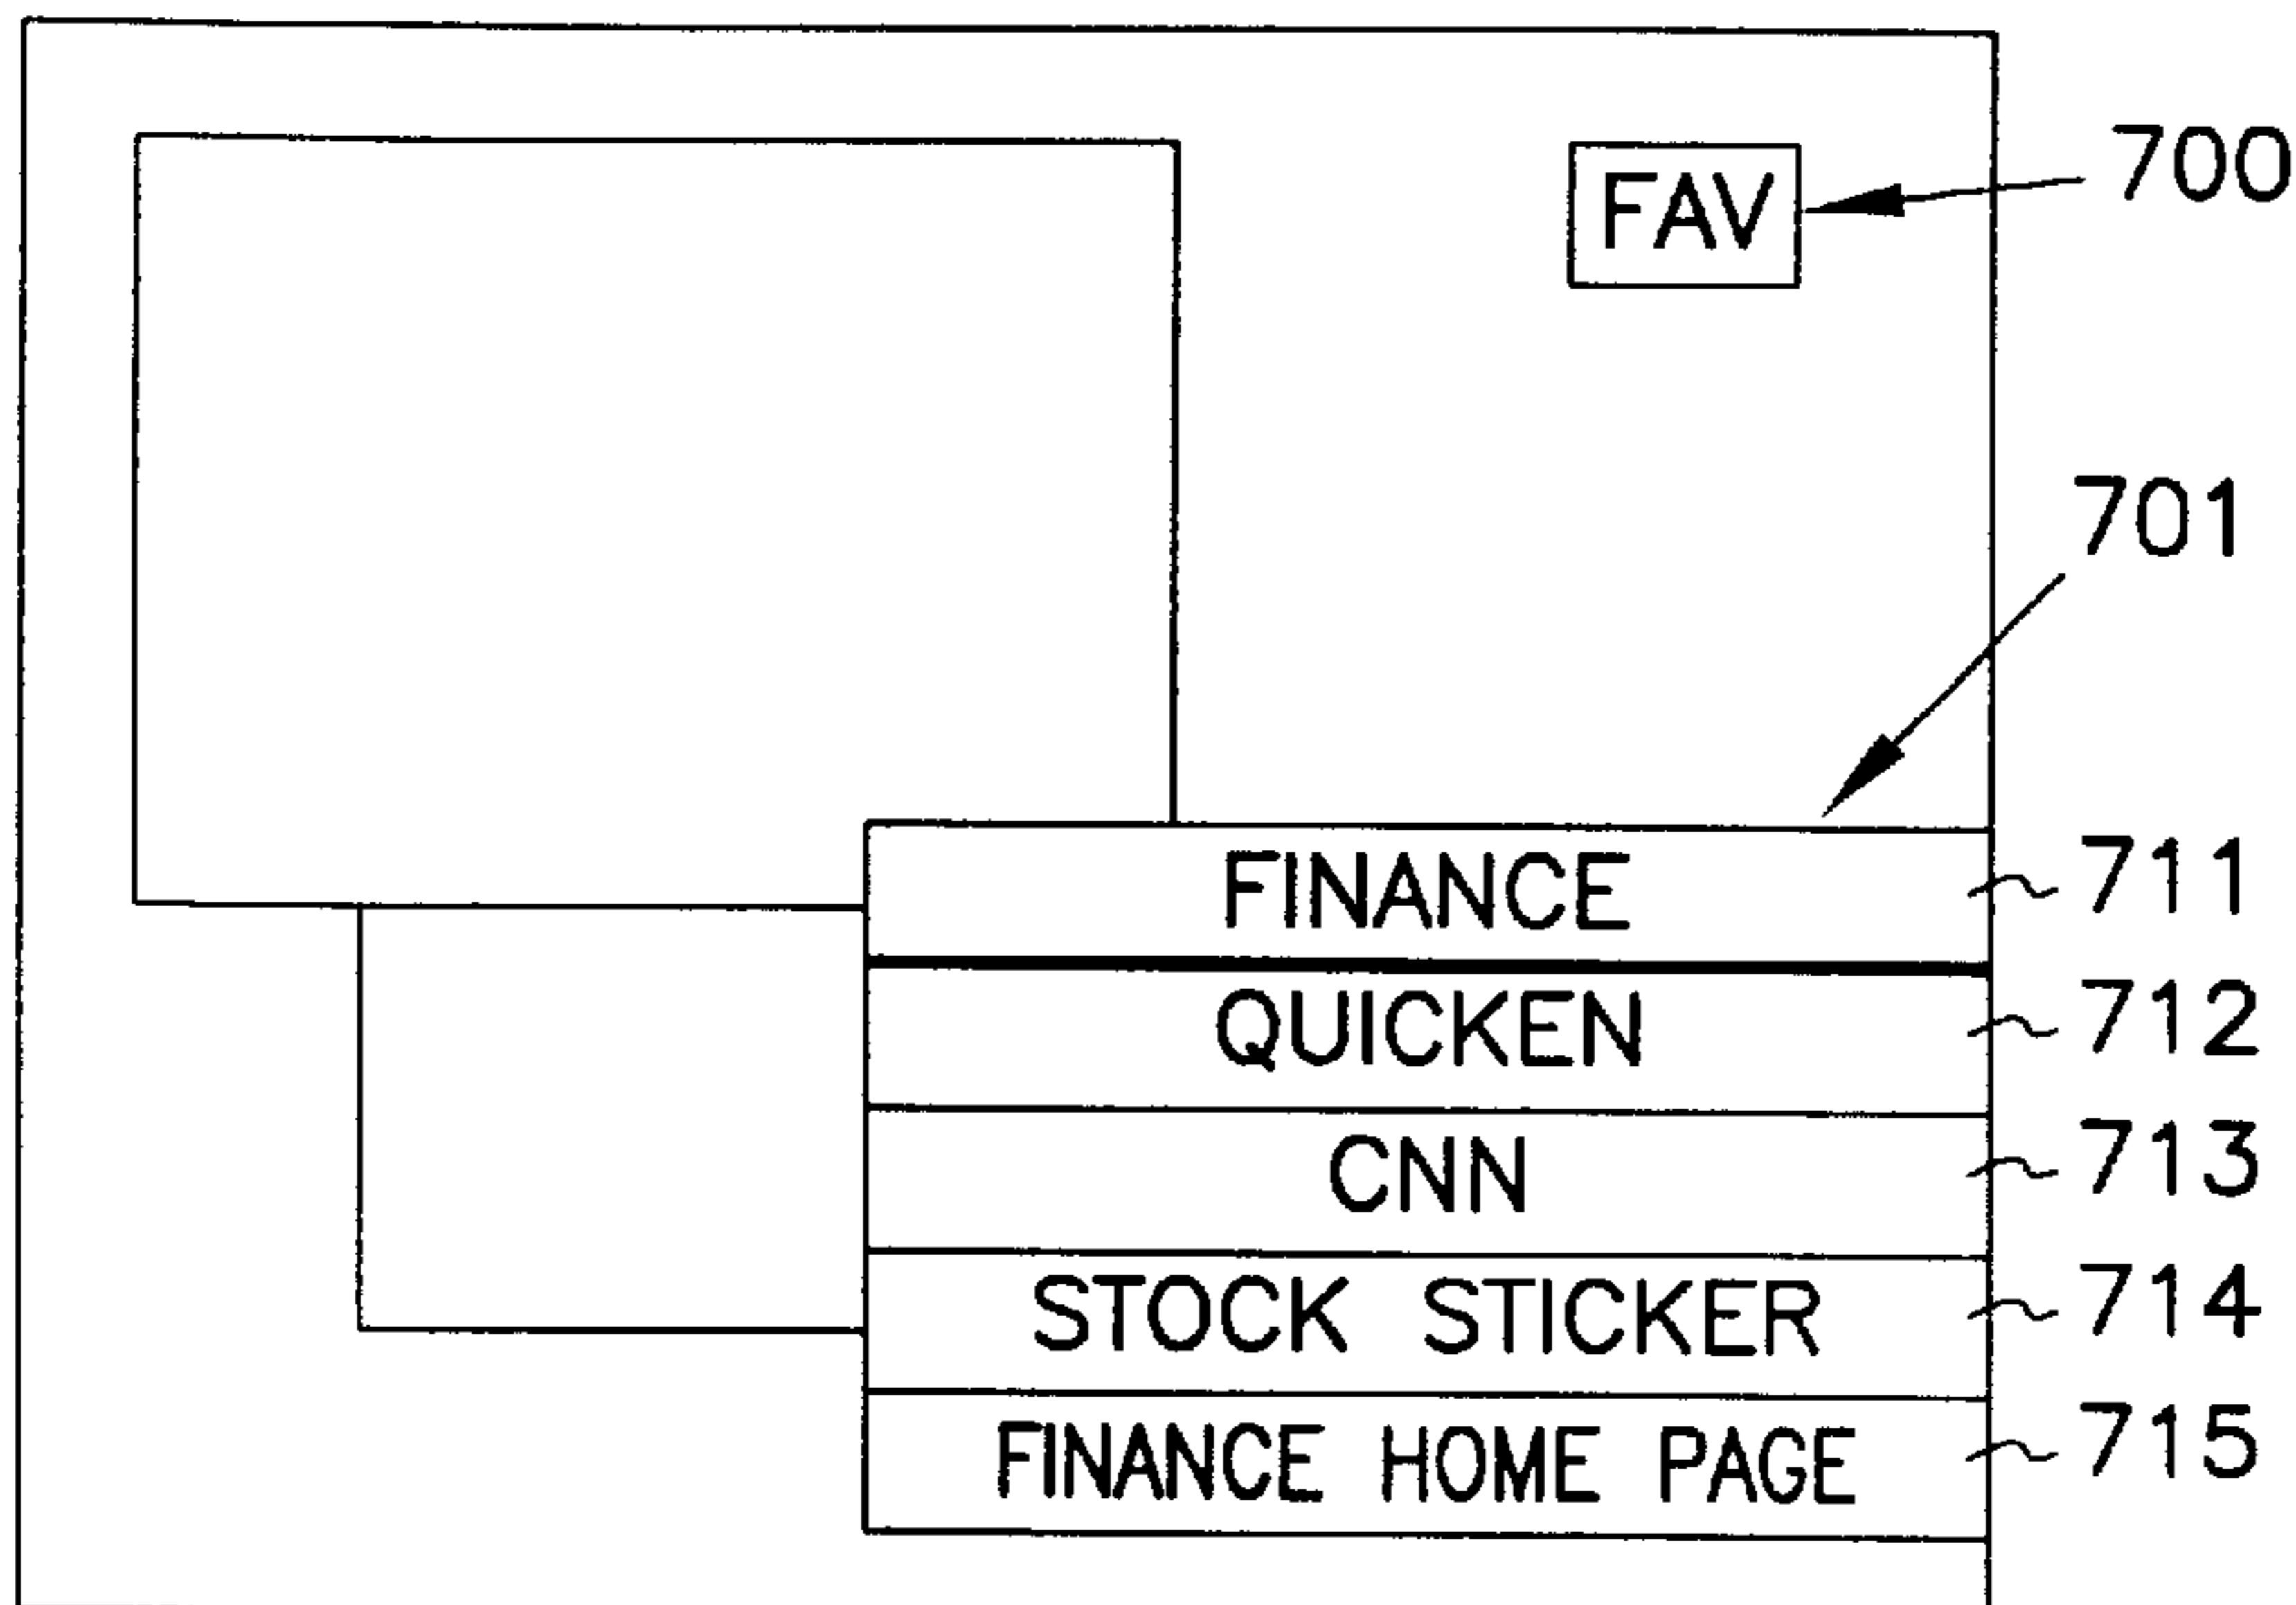 FAV 700
701
FINANCE 711
QUICKEN 712
CNN 713
STOCK STICKER 714
FINANCE HOME PAGE 715